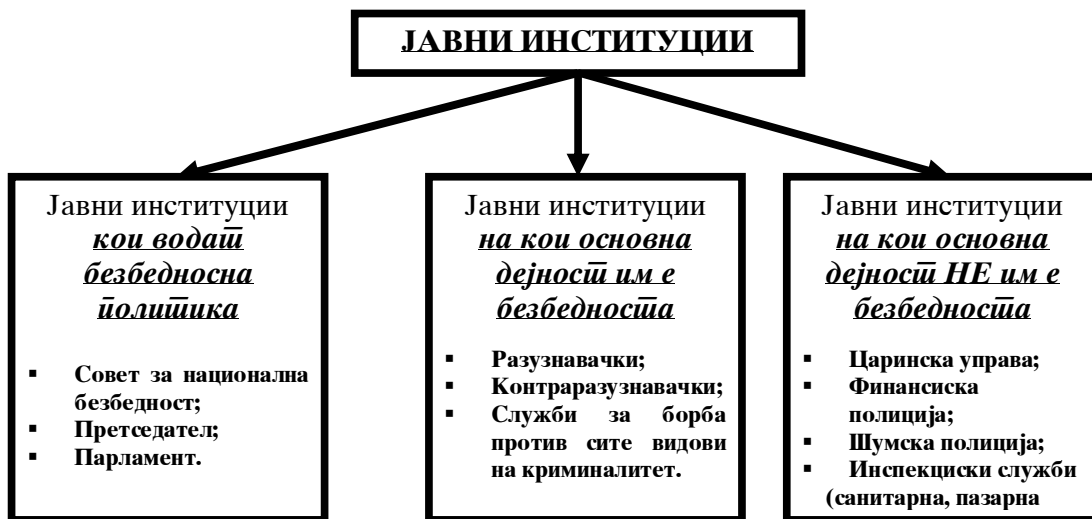 ЈАВНИ ИНСТИТУЦИИ
Јавни институции
кои водат
безбедносна
политика
▪ Совет за национална
безбедност;
▪ Претседател;
▪ Парламент.
Јавни институции
на кои основна
дејност им е
безбедноста
▪ Разузнавачки;
▪ Контраразузнавачки;
▪ Служби за борба
против сите видови
на криминалитет.
Јавни институции
на кои основна
дејност НЕ им е
безбедноста
▪ Царинска управа;
▪ Финансиска
полиција;
▪ Шумска полиција;
▪ Инспекциски служби
(санитарна, пазарна